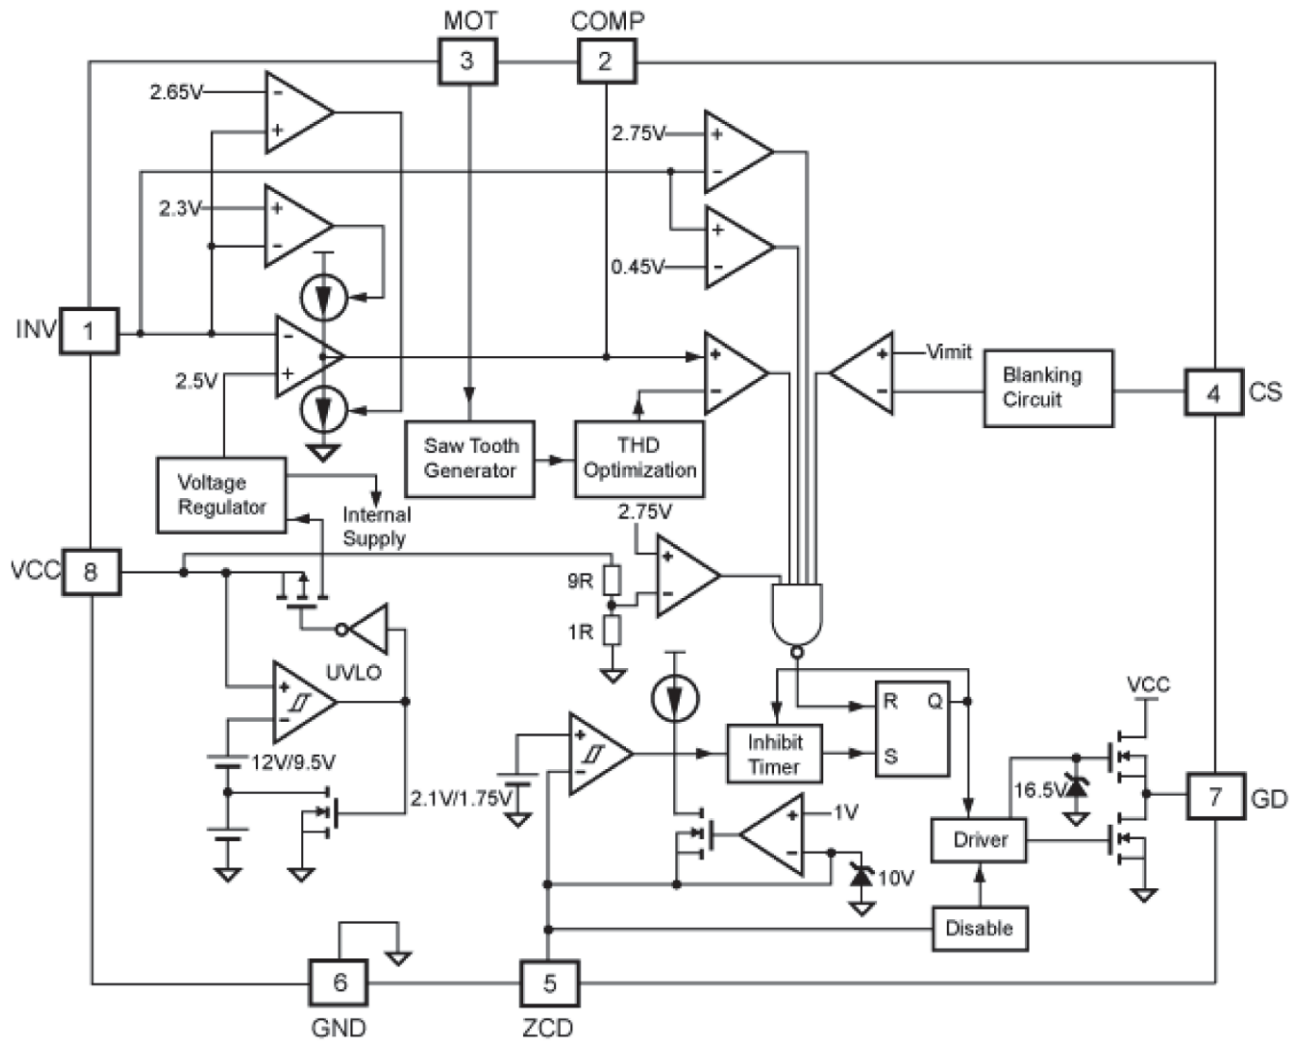 MOT
COMP
3
2
2.65V
-
+
2.75V
+
-
2.3V
+
-
+
0.45V
-
INV
1
-
+
2.5V
+
-
Vimit
+
-
Blanking
Circuit
4
CS
Saw Tooth
Generator
THD
Optimization
Voltage
Regulator
Internal
Supply
2.75V
+
-
VCC
8
9R
1R
UVLO
+
-
12V/9.5V
VCC
R
Q
S
Inhibit
Timer
+
-
2.1V/1.75V
16.5V
7
GD
1V
+
-
Driver
10V
Disable
6
5
GND
ZCD